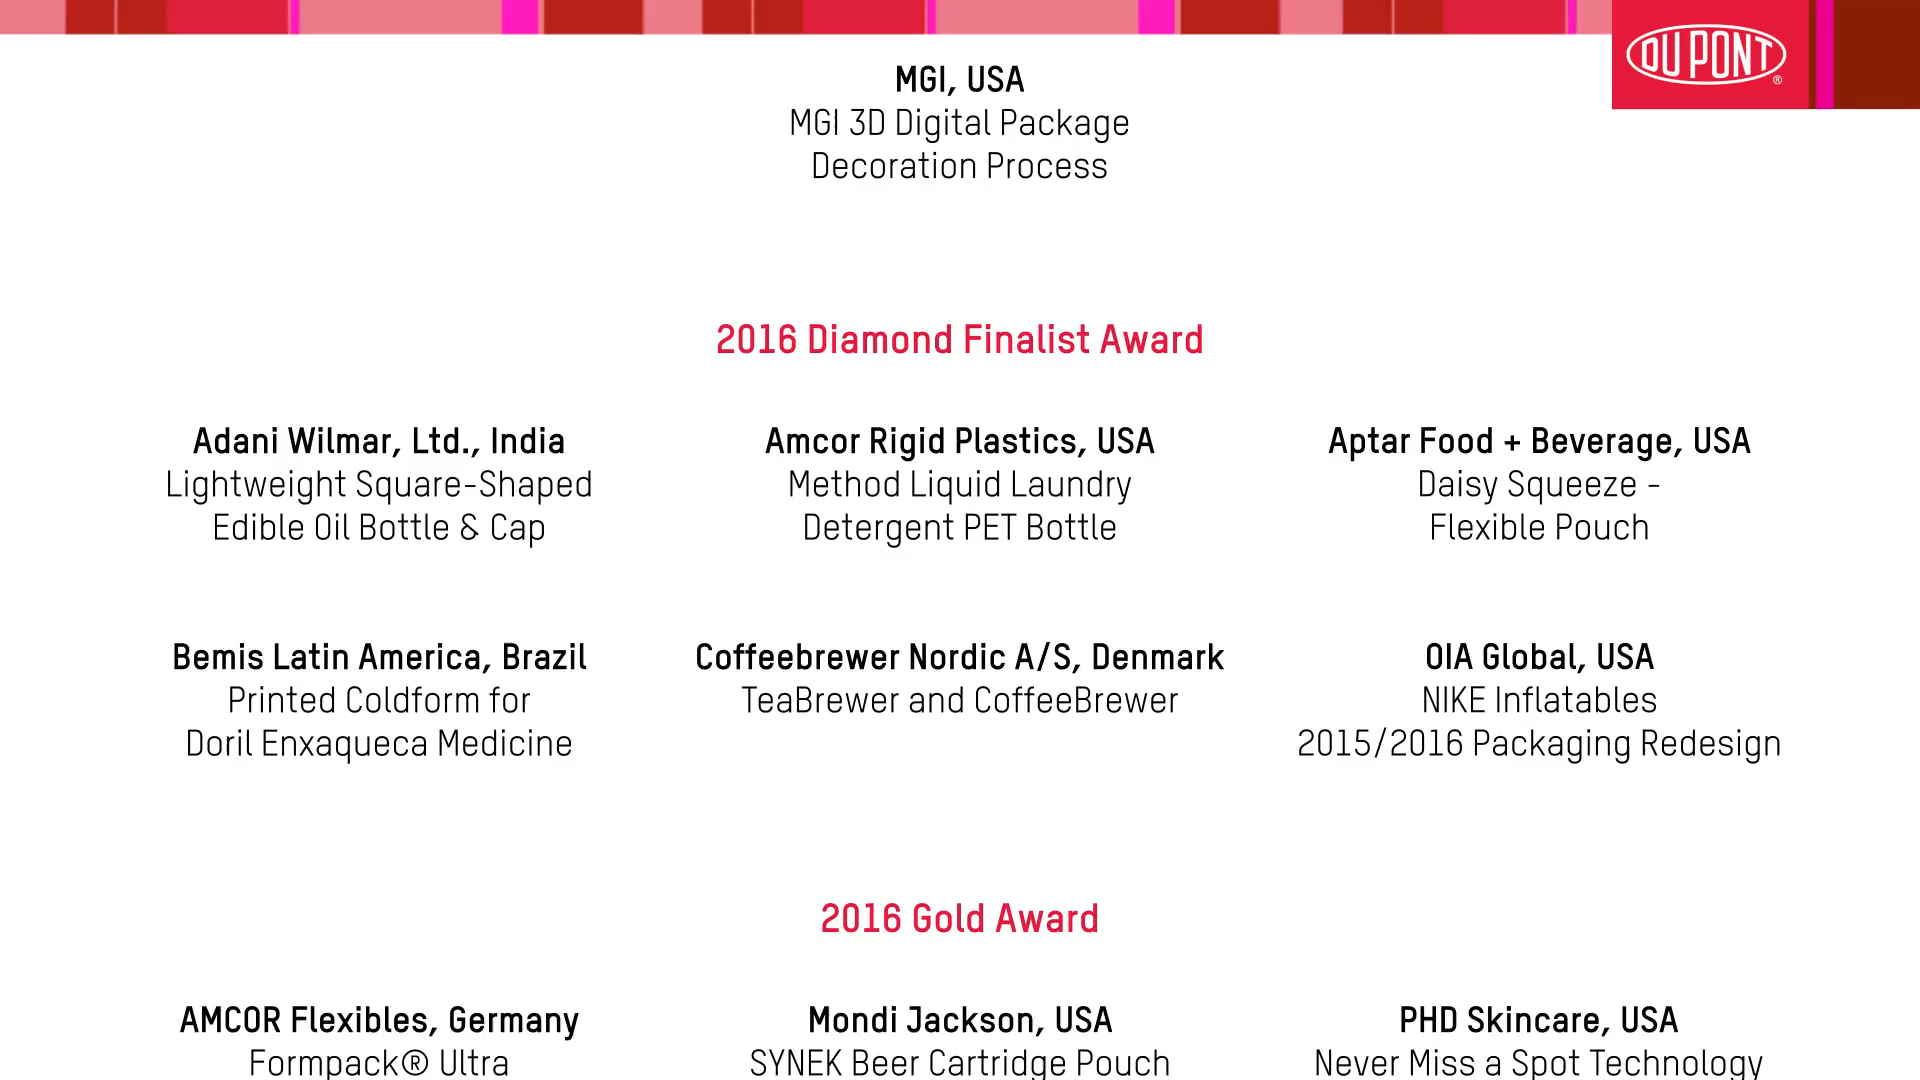 DU PONT®
MGI, USA
MGI 3D Digital Package
Decoration Process
2016 Diamond Finalist Award
Adani Wilmar, Ltd., India
Lightweight Square-Shaped
Edible Oil Bottle & Cap
Amcor Rigid Plastics, USA
Method Liquid Laundry
Detergent PET Bottle
Aptar Food + Beverage, USA
Daisy Squeeze -
Flexible Pouch
Bemis Latin America, Brazil
Printed Coldform for
Doril Enxaqueca Medicine
Coffeebrewer Nordic A/S, Denmark
TeaBrewer and CoffeeBrewer
OIA Global, USA
NIKE Inflatables
2015/2016 Packaging Redesign
2016 Gold Award
AMCOR Flexibles, Germany
Formpack® Ultra
Mondi Jackson, USA
SYNEK Beer Cartridge Pouch
PHD Skincare, USA
Never Miss a Spot Technology